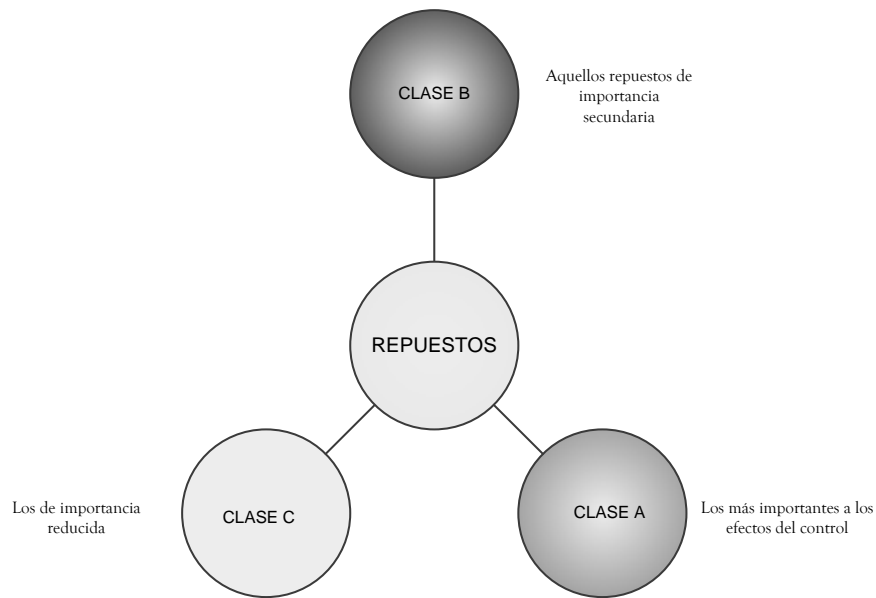 CLASE B
Aquellos repuestos de
importancia
secundaria
REPUESTOS
Los de importancia
reducida
CLASE C
CLASE A
Los más importantes a los
efectos del control